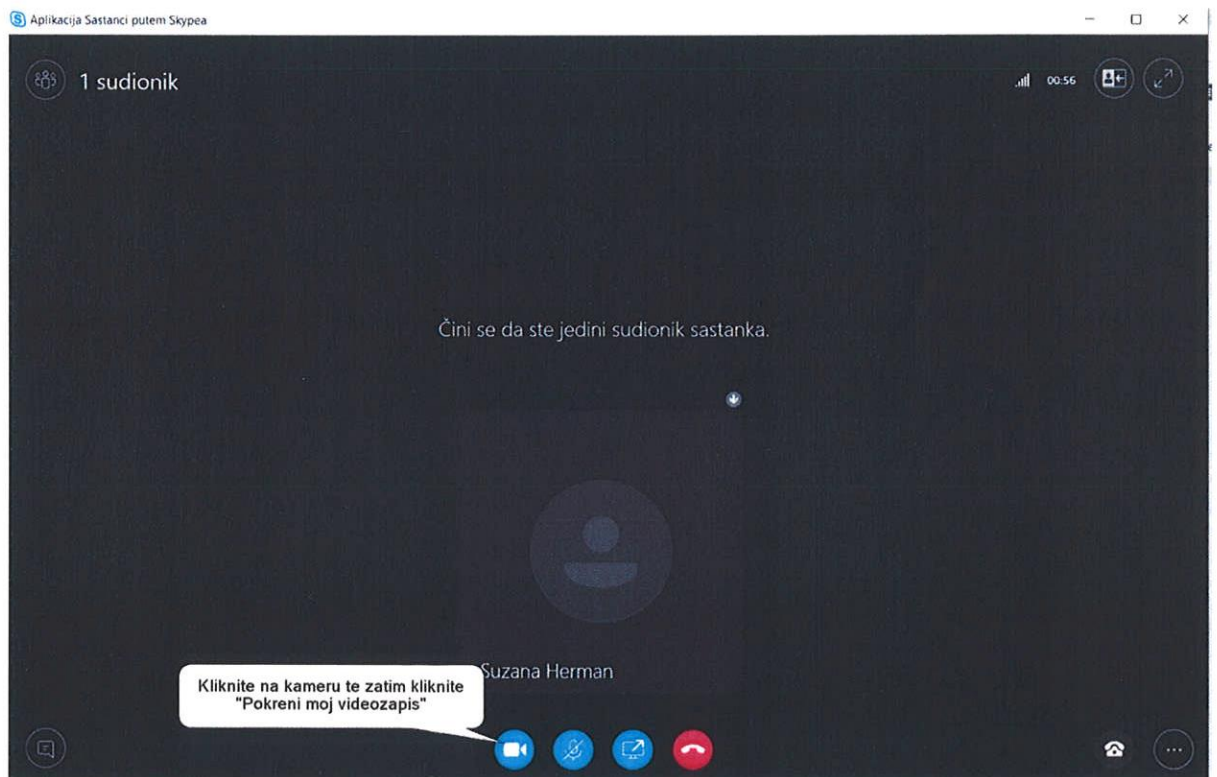 Aplikacija Sastanci putem Skypea
1 sudionik
00:56
Čini se da ste jedini sudionik sastanka.
Suzana Herman
Kliknite na kameru te zatim kliknite
"Pokreni moj videozapis"